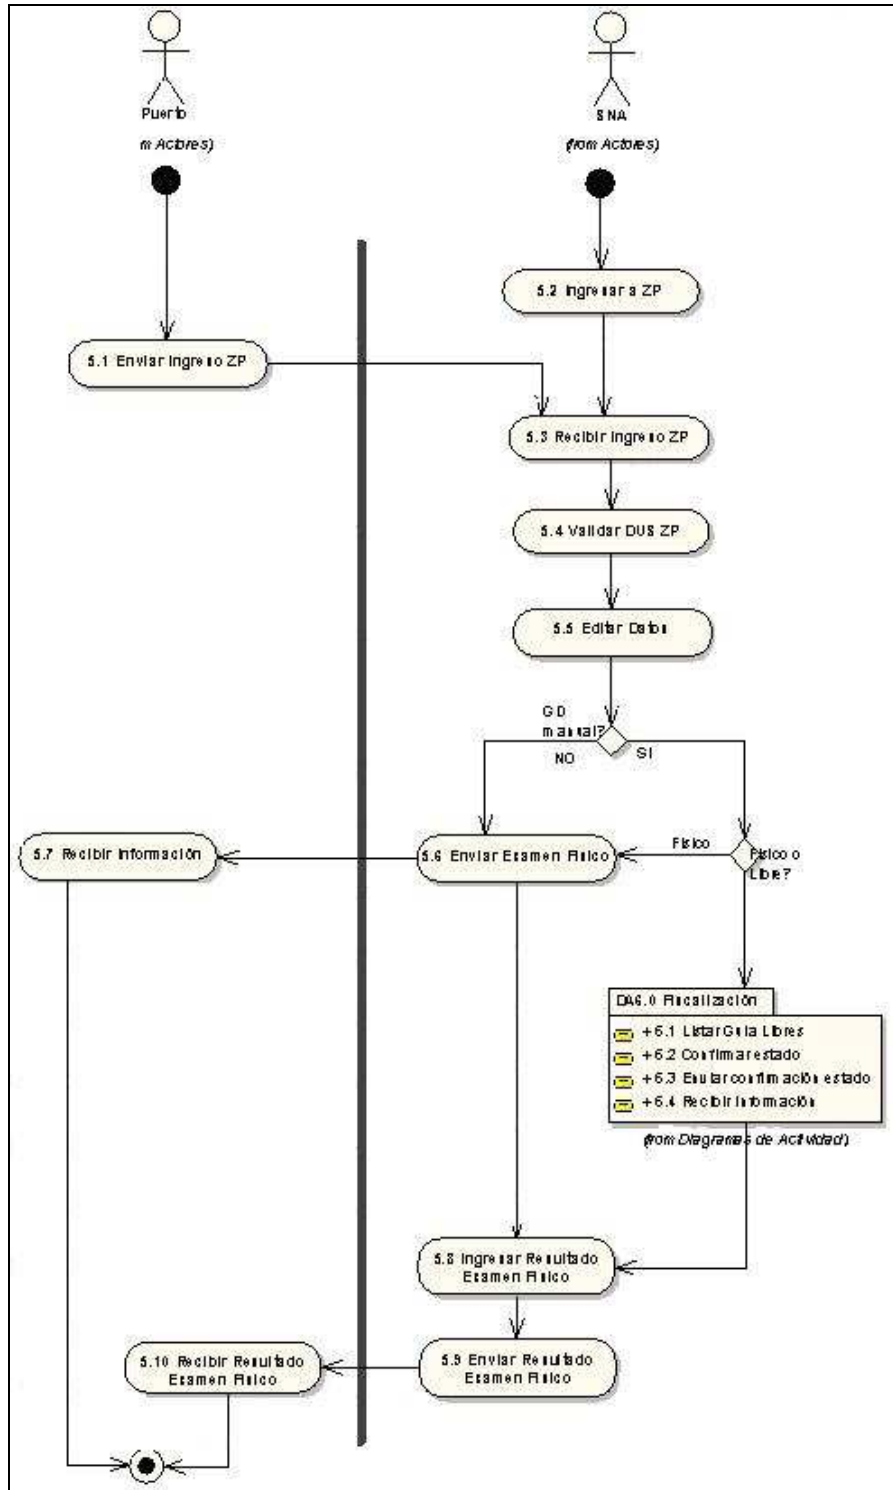 Puerto
SNA
m Actores)
(from Actores)
5.2 Ingresar a ZP
5.1 Enviar Ingreso ZP
5.3 Recibir Ingreso ZP
5.4 Validar DUS ZP
5.5 Editar Datos
GD
manual?
NO
SI
5.7 Recibir Información
5.6 Enviar Examen Físico
Físico
Físico o
Libre?
DA6.0 Fiscalización
+6.1 Listar Guía Libres
+6.2 Confirmar estado
+6.3 Enviar confirmación estado
+6.4 Recibir información
(from Diagramas de Actividad)
5.8 Ingresar Resultado
Examen Físico
5.10 Recibir Resultado
Examen Físico
5.9 Enviar Resultado
Examen Físico